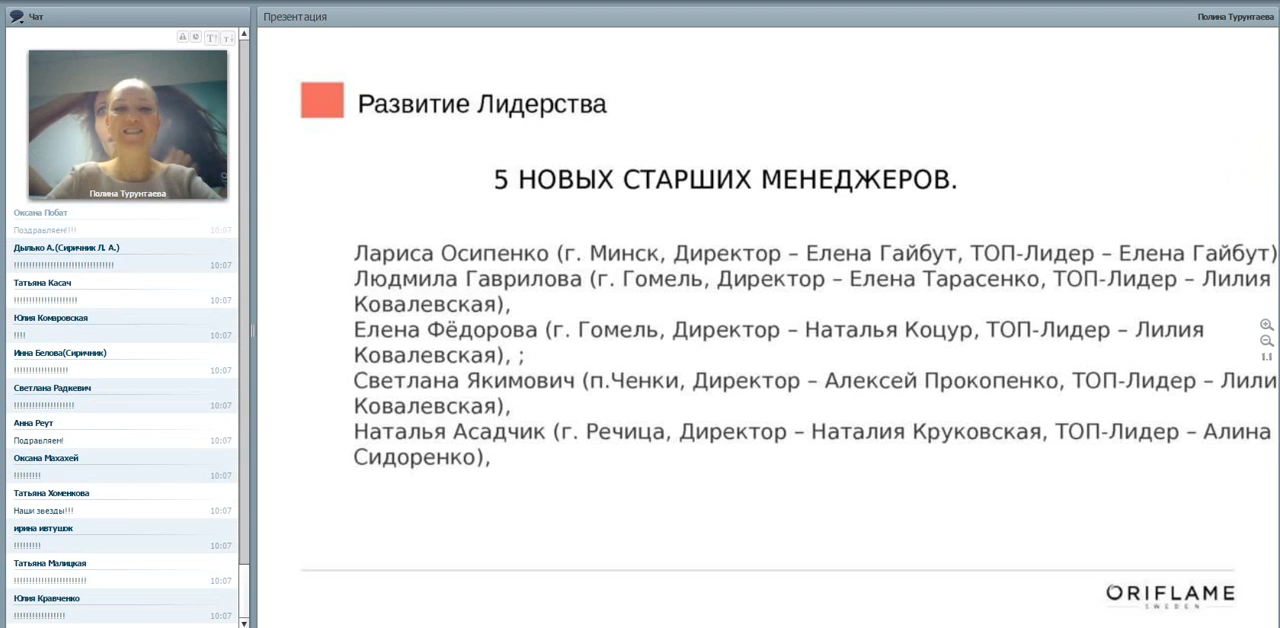 Чат
Полина Турунтаева
Оксана Побат
Поздравляем!!!!
10:07
Дылько А.(Сиричник Л. А.)
!!!!!!!!!!!!!!!!!!!!!!!!!!!!!!!!! 10:07
Татьяна Касач
!!!!!!!!!!!!!!!!!!!!! 10:07
Юлия Комаровская
!!!! 10:07
Инна Белова(Сиричник)
!!!!!!!!!!!!!!!!!! 10:07
Светлана Радкевич
!!!!!!!!!!!!!!!!!!!! 10:07
Анна Реут
Подравляем! 10:07
Оксана Махахей
!!!!!!!!! 10:07
Татьяна Хоменкова
Наши звезды!!! 10:07
ирина ивтушок
!!!!!!!!! 10:07
Татьяна Малицкая
!!!!!!!!!!!!!!!!!!!!!!!! 10:07
Юлия Кравченко
!!!!!!!!!!!!!!!!! 10:07
Презентация
Полина Турунтаева
Развитие Лидерства
5 НОВЫХ СТАРШИХ МЕНЕДЖЕРОВ.
Лариса Осипенко (г. Минск, Директор – Елена Гайбут, ТОП-Лидер – Елена Гайбут)
Людмила Гаврилова (г. Гомель, Директор – Елена Тарасенко, ТОП-Лидер – Лилия
Ковалевская),
Елена Фёдорова (г. Гомель, Директор – Наталья Коцур, ТОП-Лидер – Лилия
Ковалевская), ;
Светлана Якимович (п.Ченки, Директор – Алексей Прокопенко, ТОП-Лидер – Лили
Ковалевская),
Наталья Асадчик (г. Речица, Директор – Наталия Круковская, ТОП-Лидер – Алина
Сидоренко),
1:1
ORIFLAME
SWEDEN